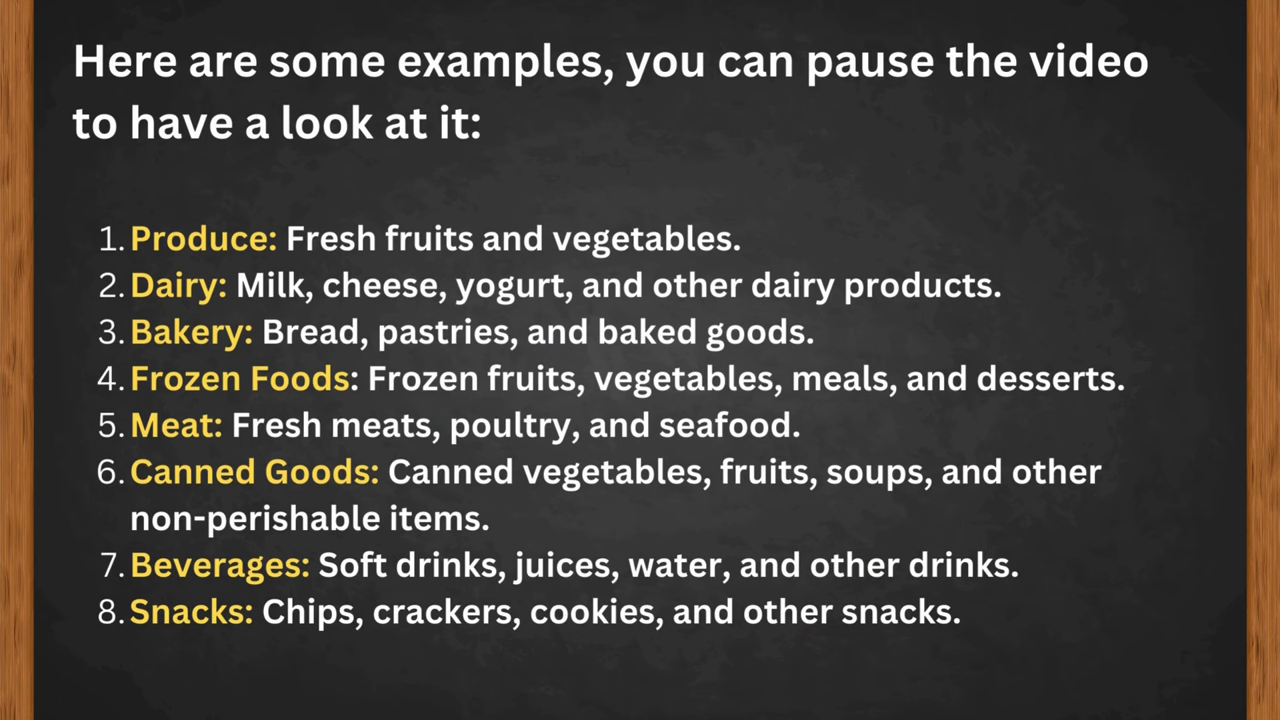 Here are some examples, you can pause the video
to have a look at it:
1. Produce: Fresh fruits and vegetables.
2. Dairy: Milk, cheese, yogurt, and other dairy products.
3. Bakery: Bread, pastries, and baked goods.
4. Frozen Foods: Frozen fruits, vegetables, meals, and desserts.
5. Meat: Fresh meats, poultry, and seafood.
6. Canned Goods: Canned vegetables, fruits, soups, and other
non-perishable items.
7. Beverages: Soft drinks, juices, water, and other drinks.
8. Snacks: Chips, crackers, cookies, and other snacks.